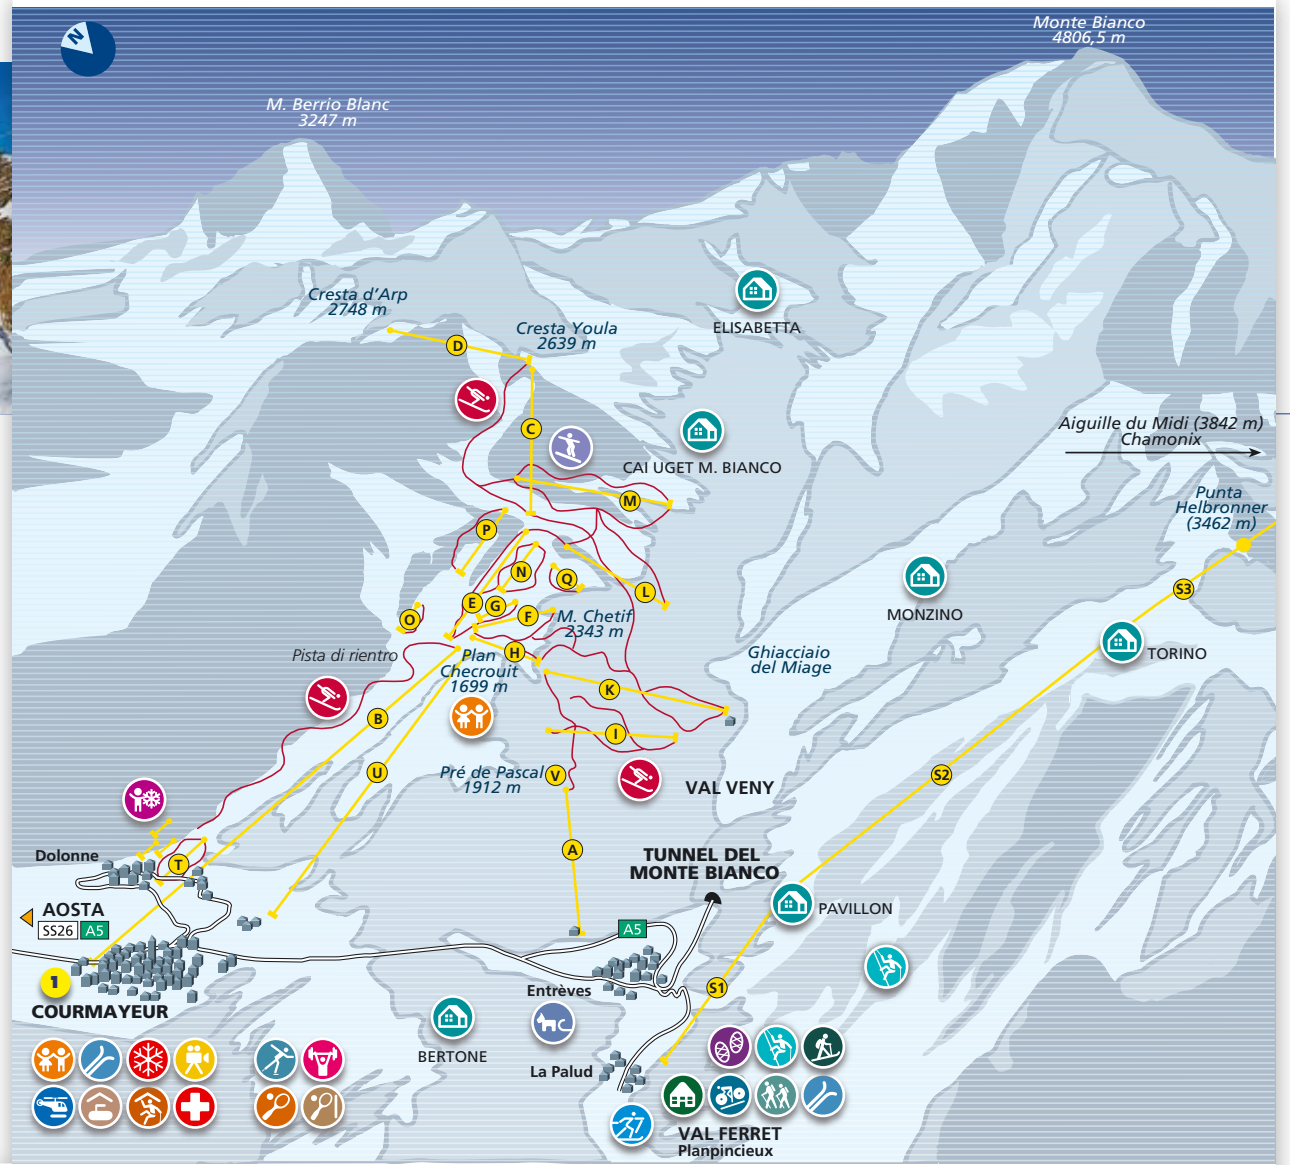 Monte Bianco
4806,5 m
N
M. Berrio Blanc
3247 m
Cresta d'Arp
2748 m
Cresta Youla
2639 m
D
ELISABETTA
C
CAI UGET M. BIANCO
Aiguille du Midi (3842 m)
Chamonix
M
Punta
Helbronner
(3462 m)
P
N
Q
L
E
G
F
O
M. Chetif
2343 m
MONZINO
S3
Pista di rientro
Plan
Checrouit
1699 m
H
Ghiacciaio
del Miage
TORINO
K
B
I
U
Pré de Pascal
1912 m
V
VAL VENY
S2
A
Dolonne
T
TUNNEL DEL
MONTE BIANCO
PAVILLON
AOSTA
SS26 A5
A5
1
COURMAYEUR
Entrèves
S1
BERTONE
La Palud
VAL FERRET
Planpincieux